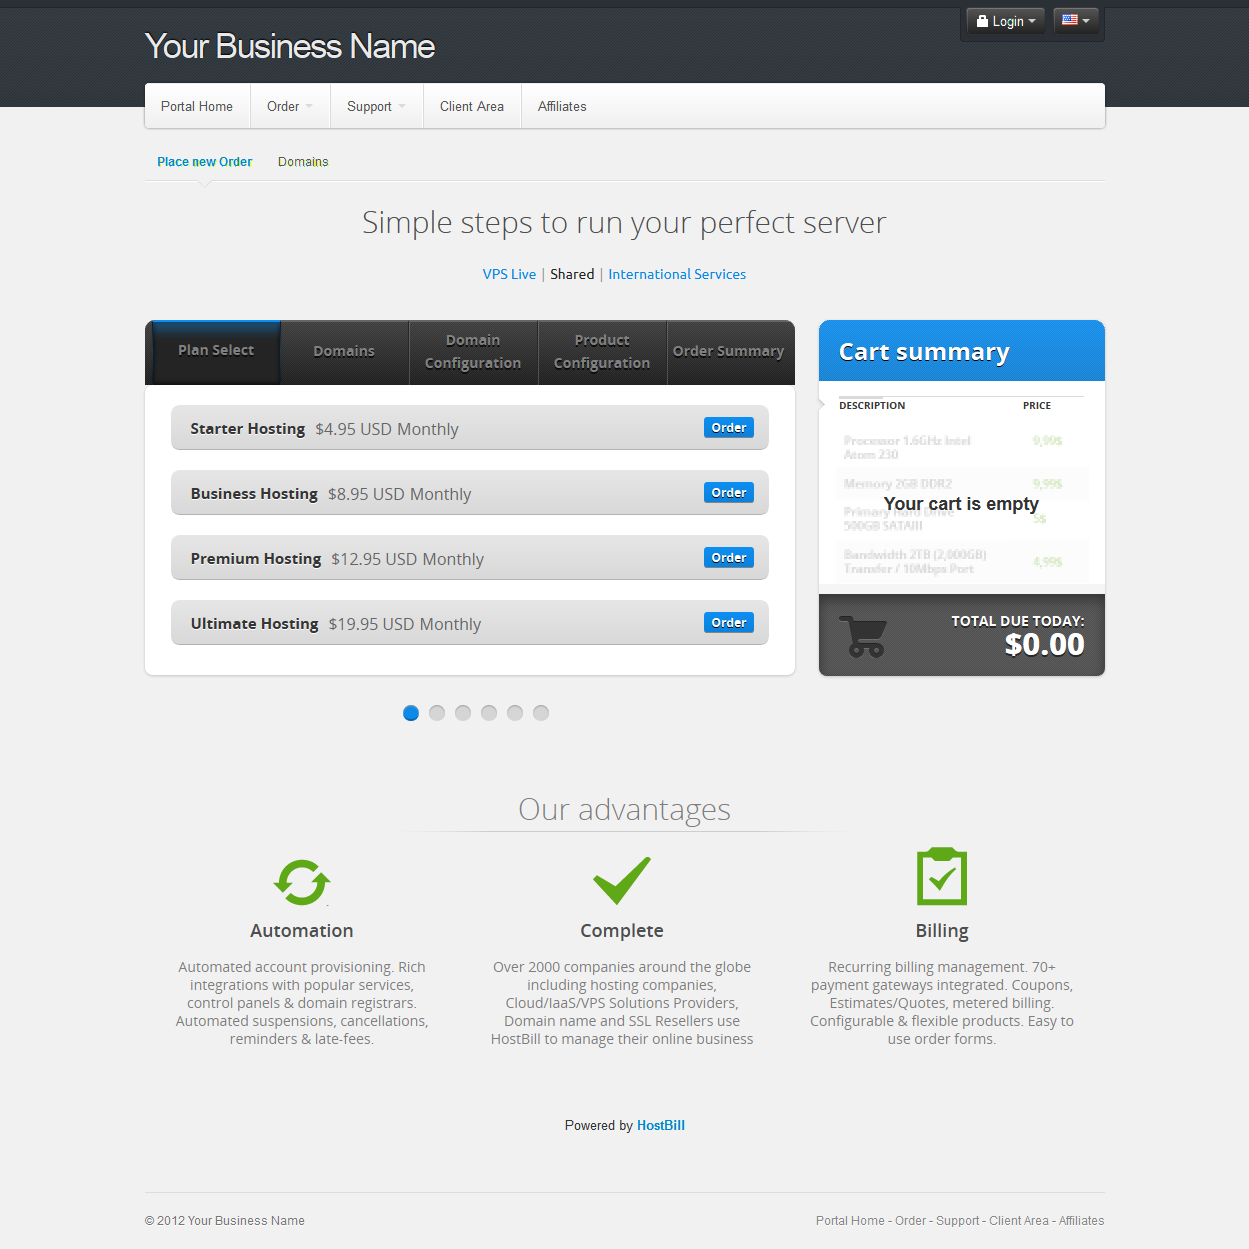 Login
Your Business Name
Portal Home
Order
Support
Client Area
Affiliates
Place new Order
Domains
Simple steps to run your perfect server
VPS Live | Shared | International Services
Plan Select
Domains
Domain
Configuration
Product
Configuration
Order Summary
Starter Hosting $4.95 USD Monthly
Order
Business Hosting $8.95 USD Monthly
Order
Premium Hosting $12.95 USD Monthly
Order
Ultimate Hosting $19.95 USD Monthly
Order
Cart summary
DESCRIPTION PRICE
Processor 1.6GHz Intel
Atom 230
9,99$
Memory 2GB DDR2
9,99$
Your cart is empty
Primary Hard Drive
500GB SATAIII
5$
Bandwidth 2TB (2,000GB)
Transfer / 10Mbps Port
4,99$
TOTAL DUE TODAY:
$0.00
Our advantages
Automation
Automated account provisioning. Rich
integrations with popular services,
control panels & domain registrars.
Automated suspensions, cancellations,
reminders & late-fees.
Complete
Over 2000 companies around the globe
including hosting companies,
Cloud/IaaS/VPS Solutions Providers,
Domain name and SSL Resellers use
HostBill to manage their online business
Billing
Recurring billing management. 70+
payment gateways integrated. Coupons,
Estimates/Quotes, metered billing.
Configurable & flexible products. Easy to
use order forms.
Powered by HostBill
© 2012 Your Business Name
Portal Home - Order - Support - Client Area - Affiliates